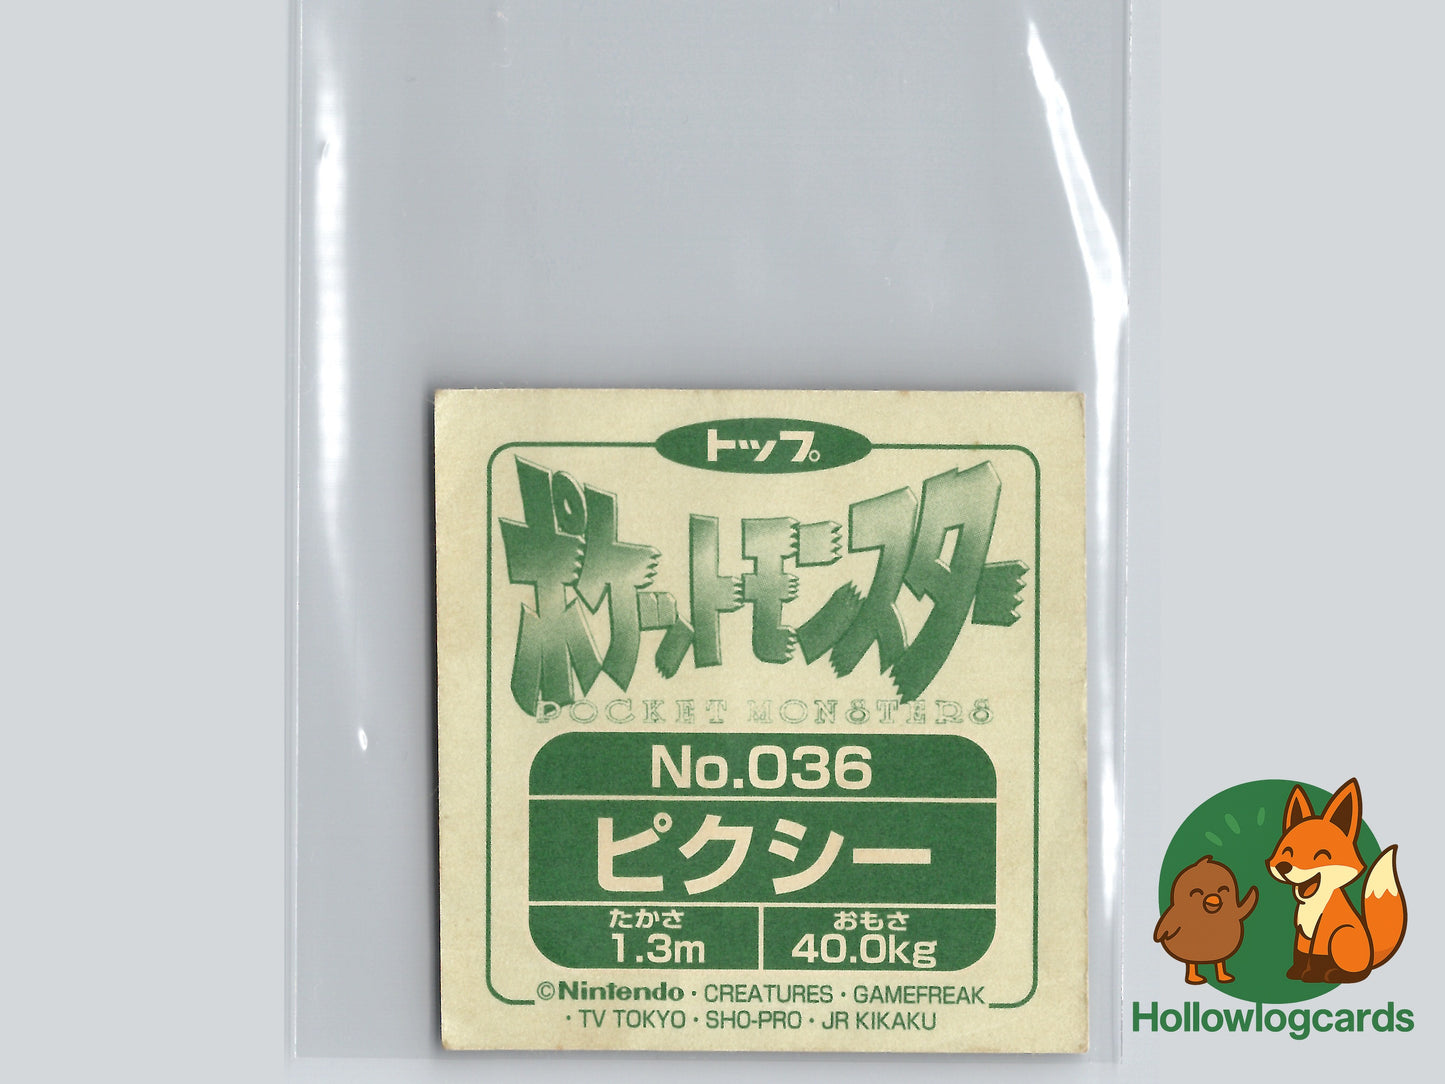 トップ。
ポケットモンスター
POCKET MONSTERS
No.036
ピクシー
たかさ おもさ
1.3m 40.0kg
©Nintendo・CREATURES・GAMEFREAK
・TV TOKYO・SHO-PRO・JR KIKAKU
Hollowlogcards